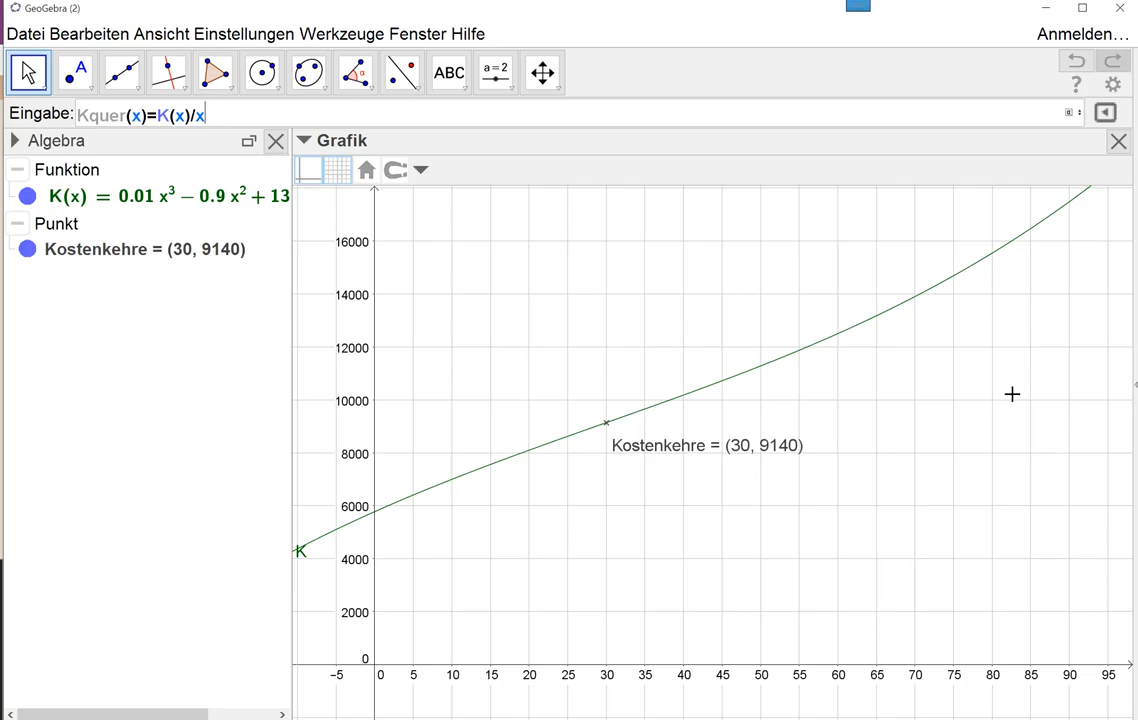 GeoGebra (2)
Datei Bearbeiten Ansicht Einstellungen Werkzeuge Fenster Hilfe
Anmelden…
A
α
ABC
a=2
?
Eingabe: Kquer(x)=K(x)/x
α
Algebra
Grafik
Funktion
K(x) = 0.01 x³ − 0.9 x² + 13
Punkt
Kostenkehre = (30, 9140)
16000
14000
12000
10000
8000
6000
4000
2000
0
Kostenkehre = (30, 9140)
K
−5 0 5 10 15 20 25 30 35 40 45 50 55 60 65 70 75 80 85 90 95